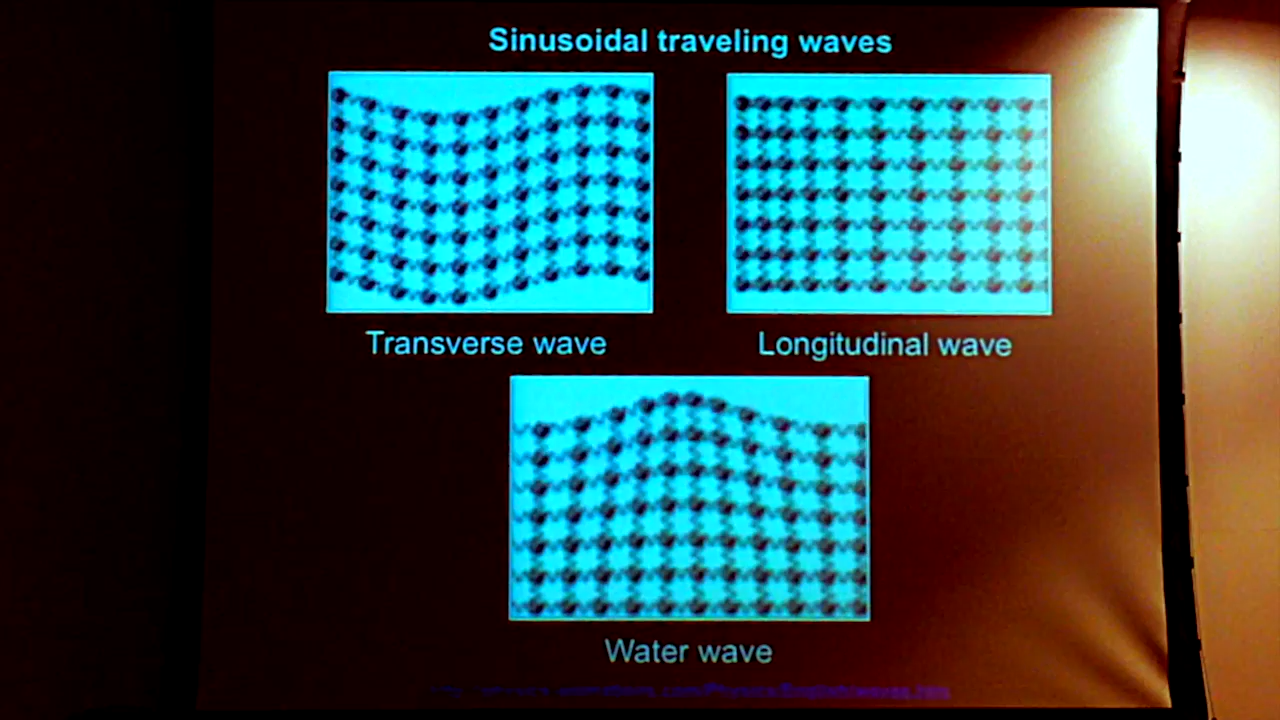 Sinusoidal traveling waves
Transverse wave
Longitudinal wave
Water wave